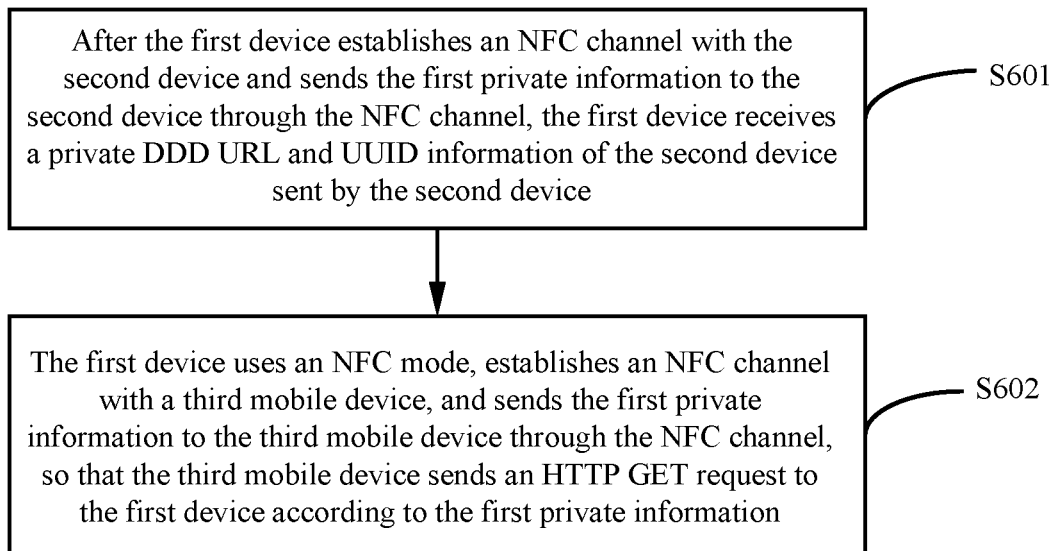 After the first device establishes an NFC channel with the
second device and sends the first private information to the
second device through the NFC channel, the first device receives
a private DDD URL and UUID information of the second device
sent by the second device
S601
The first device uses an NFC mode, establishes an NFC channel
with a third mobile device, and sends the first private
information to the third mobile device through the NFC channel,
so that the third mobile device sends an HTTP GET request to
the first device according to the first private information
S602